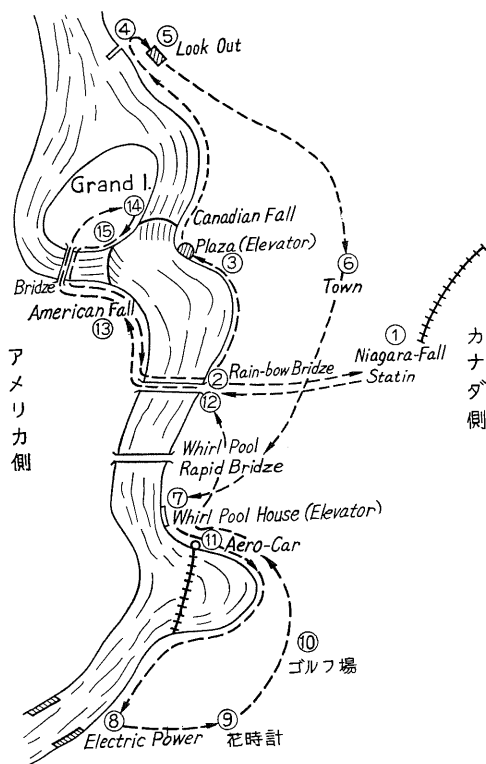 ④ ⑤ Look Out
Grand I.
⑭
⑮
Canadian Fall
Plaza (Elevator)
③
⑥
Town
Bridze
American Fall
⑬
①
Niagara-Fall
Statin
カナダ側
アメリカ側
② Rain-bow Bridze
⑫
Whirl Pool
Rapid Bridze
⑦
Whirl Pool House (Elevator)
⑪ Aero-Car
⑩
ゴルフ場
⑧ ⑨
Electric Power 花時計